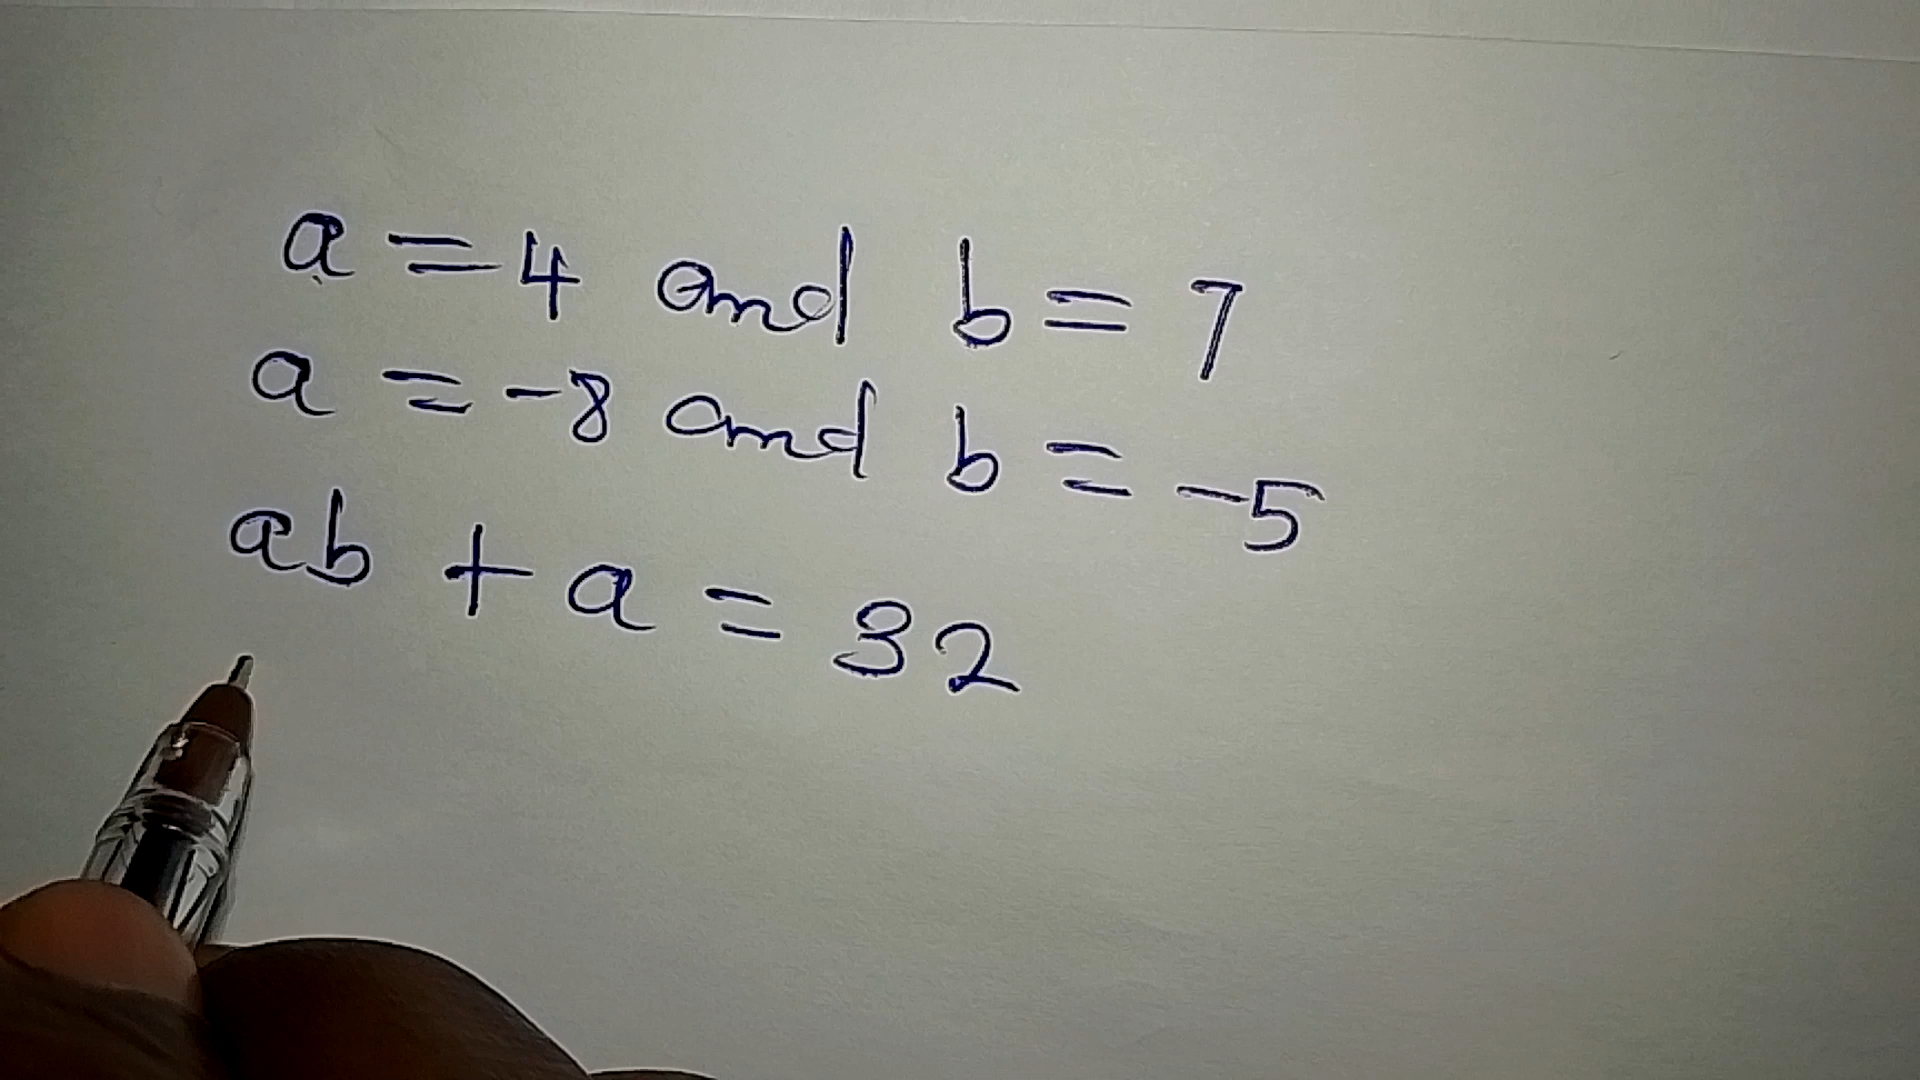 a = 4 and b = 7
a = -8 and b = -5
ab + a = 32